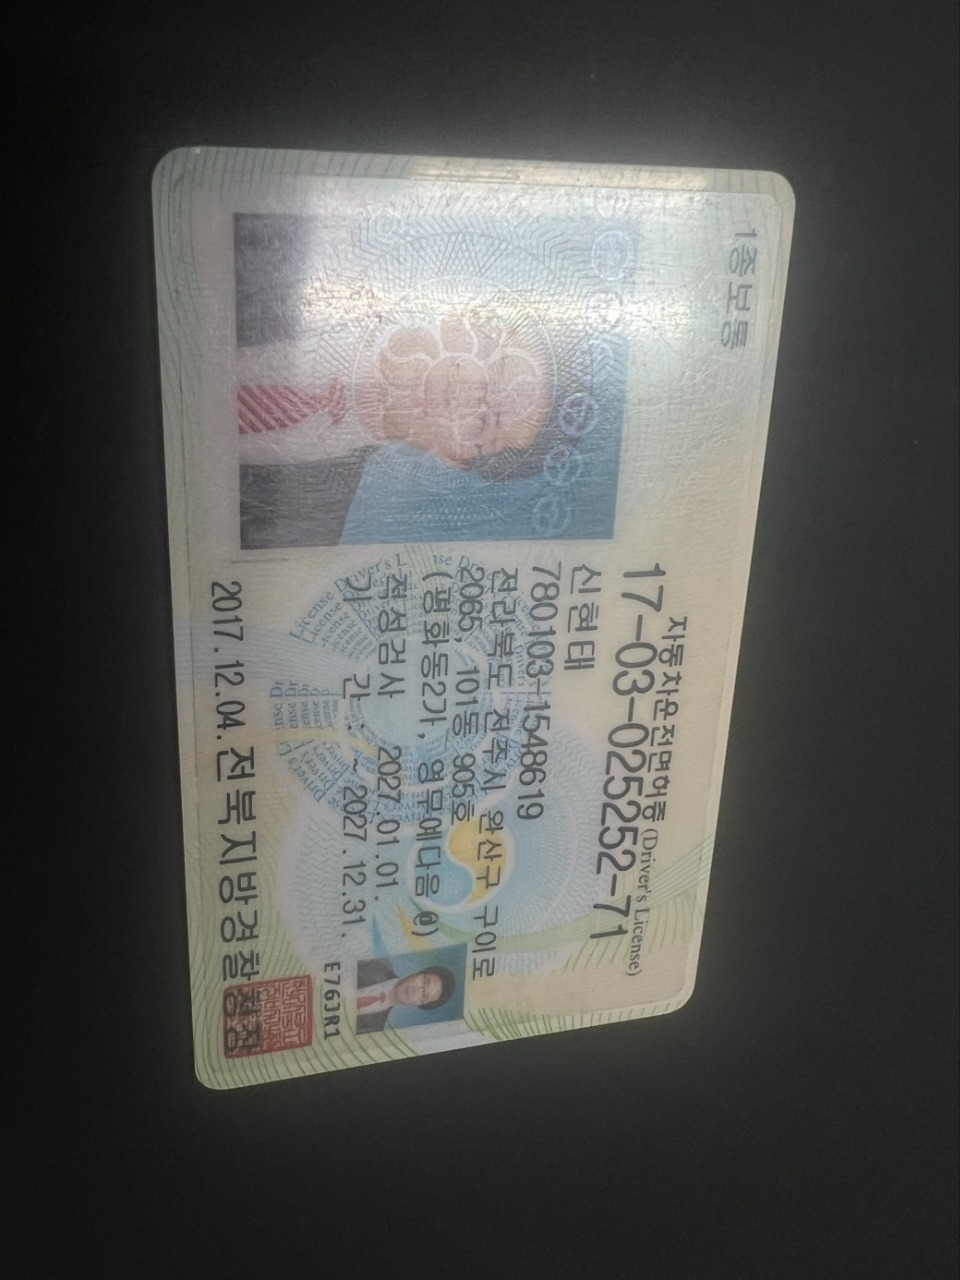 1종보통
자동차운전면허증 (Driver's License)
17-03-025252-71
신현태
780103-1548619
전라북도 전주시 완산구 구이로
2065, 101동 905호
(평화동2가, 영무예다음@)
적성검사 2027.01.01.
기 간 : ~ 2027.12.31.
E763R1
2017.12.04. 전북지방경찰청장